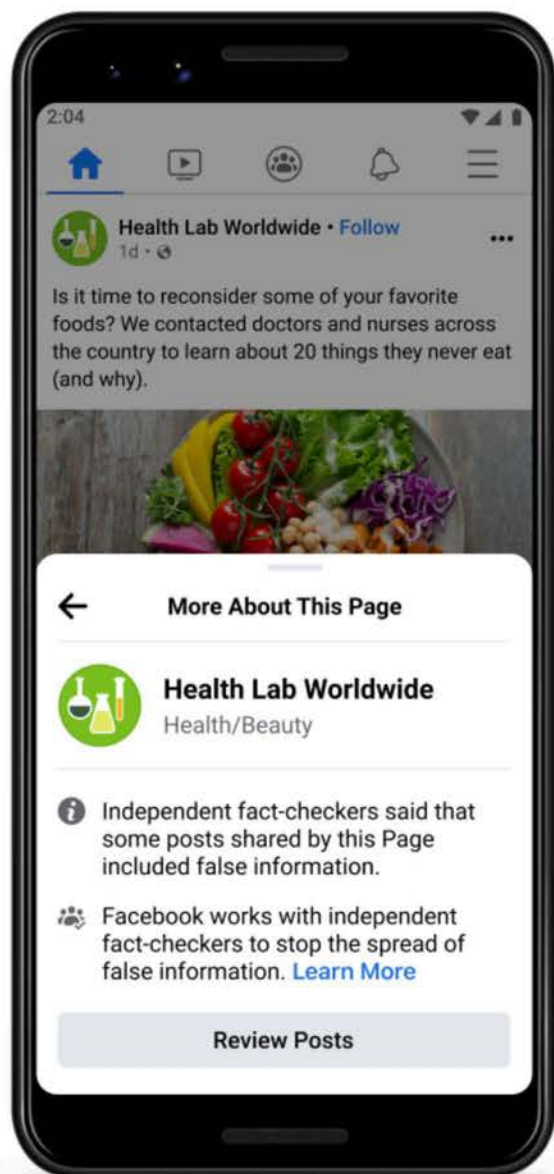 2:04
Health Lab Worldwide • Follow
1d •
Is it time to reconsider some of your favorite
foods? We contacted doctors and nurses across
the country to learn about 20 things they never eat
(and why).
More About This Page
Health Lab Worldwide
Health/Beauty
Independent fact-checkers said that
some posts shared by this Page
included false information.
Facebook works with independent
fact-checkers to stop the spread of
false information. Learn More
Review Posts